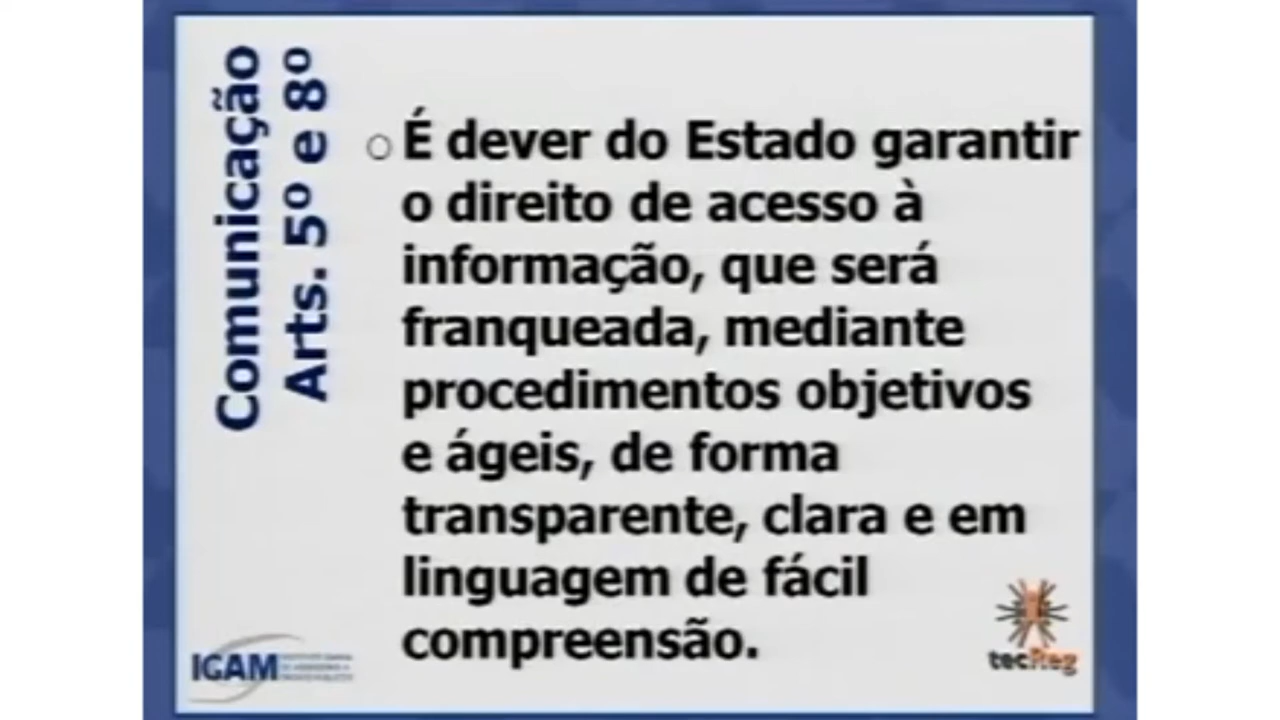 Comunicação
Arts. 5º e 8º
É dever do Estado garantir
o direito de acesso à
informação, que será
franqueada, mediante
procedimentos objetivos
e ágeis, de forma
transparente, clara e em
linguagem de fácil
compreensão.
IGAM
tecReg